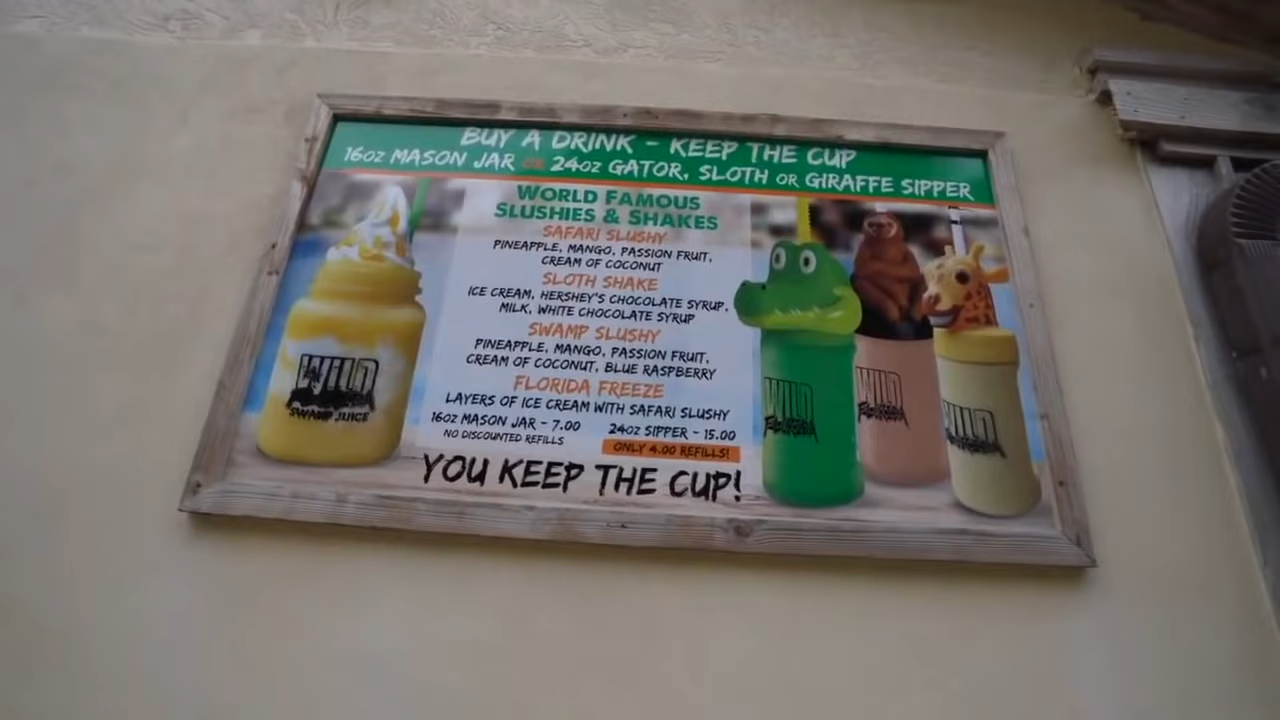 BUY A DRINK - KEEP THE CUP
16oz MASON JAR OR 24oz GATOR, SLOTH OR GIRAFFE SIPPER
WORLD FAMOUS
SLUSHIES & SHAKES
SAFARI SLUSHY
PINEAPPLE, MANGO, PASSION FRUIT,
CREAM OF COCONUT
SLOTH SHAKE
ICE CREAM, HERSHEY'S CHOCOLATE SYRUP,
MILK, WHITE CHOCOLATE SYRUP
SWAMP SLUSHY
PINEAPPLE, MANGO, PASSION FRUIT,
CREAM OF COCONUT, BLUE RASPBERRY
FLORIDA FREEZE
LAYERS OF ICE CREAM WITH SAFARI SLUSHY
16oz MASON JAR - 7.00
NO DISCOUNTED REFILLS
24oz SIPPER - 15.00
ONLY 4.00 REFILLS!
YOU KEEP THE CUP!
WILD
SWAMP JUICE
WILD
FLORIDA
WILD
FLORIDA
WILD
FLORIDA